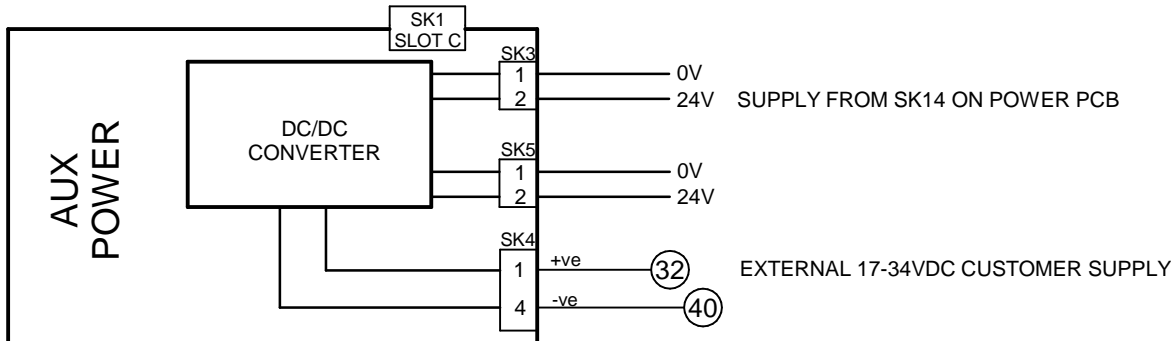 SK1
SLOT C
SK3
1
0V
2
24V SUPPLY FROM SK14 ON POWER PCB
DC/DC
CONVERTER
AUX
POWER
SK5
1
0V
2
24V
SK4
1
+ve
32
EXTERNAL 17-34VDC CUSTOMER SUPPLY
4
-ve
40